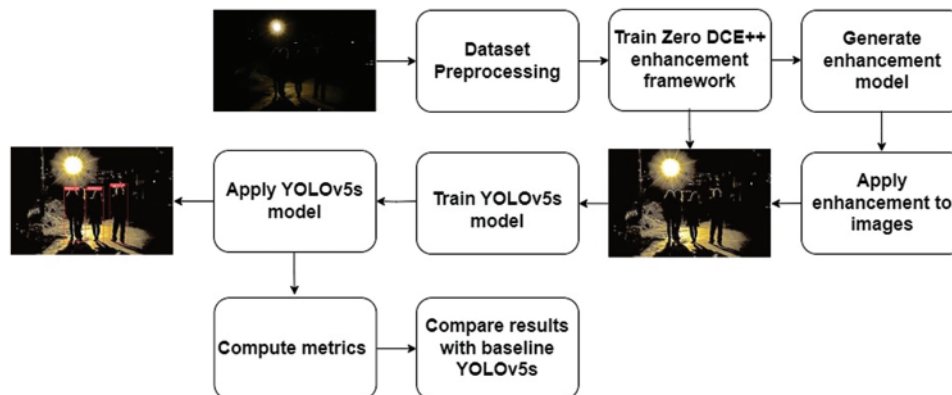 Dataset
Preprocessing
Train Zero DCE++
enhancement
framework
Generate
enhancement
model
Apply YOLOv5s
model
Train YOLOv5s
model
Apply
enhancement to
images
Compute metrics
Compare results
with baseline
YOLOv5s